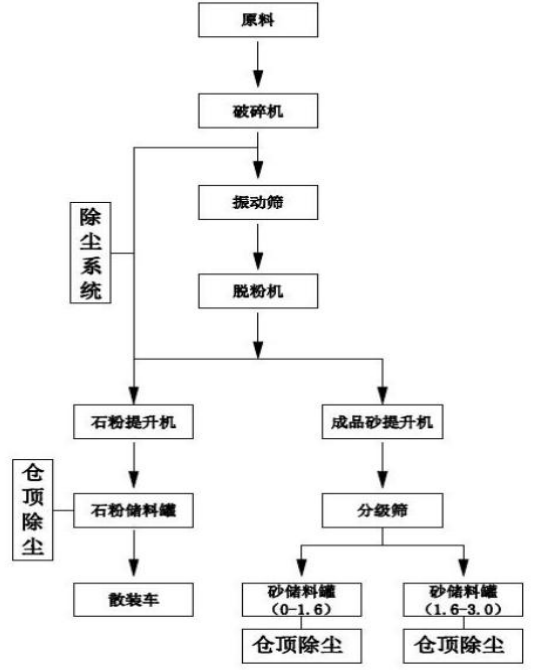 原料
破碎机
振动筛
除尘系统
脱粉机
石粉提升机
成品砂提升机
仓顶除尘
石粉储料罐
分级筛
散装车
砂储料罐
（0-1.6）
砂储料罐
（1.6-3.0）
仓顶除尘
仓顶除尘